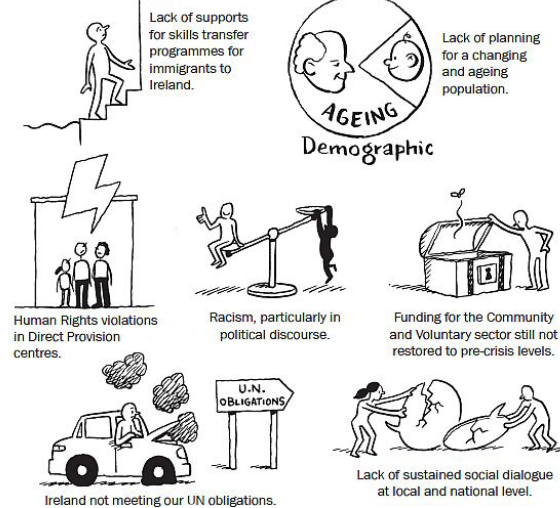 Lack of supports
for skills transfer
programmes for
immigrants to
Ireland.
Lack of planning
for a changing
and ageing
population.
AGEING
Demographic
Human Rights violations
in Direct Provision
centres.
Racism, particularly in
political discourse.
Funding for the Community
and Voluntary sector still not
restored to pre-crisis levels.
U.N.
OBLIGATIONS
Ireland not meeting our UN obligations.
Lack of sustained social dialogue
at local and national level.